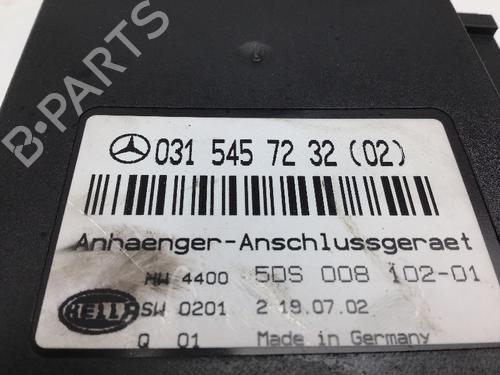 B-PARTS
031 545 72 32 (02)
Anhaenger-Anschlussgeraet
HW 4400 5DS 008 102-01
HELLA SW 0201 2 19.07.02
Q 01 Made in Germany